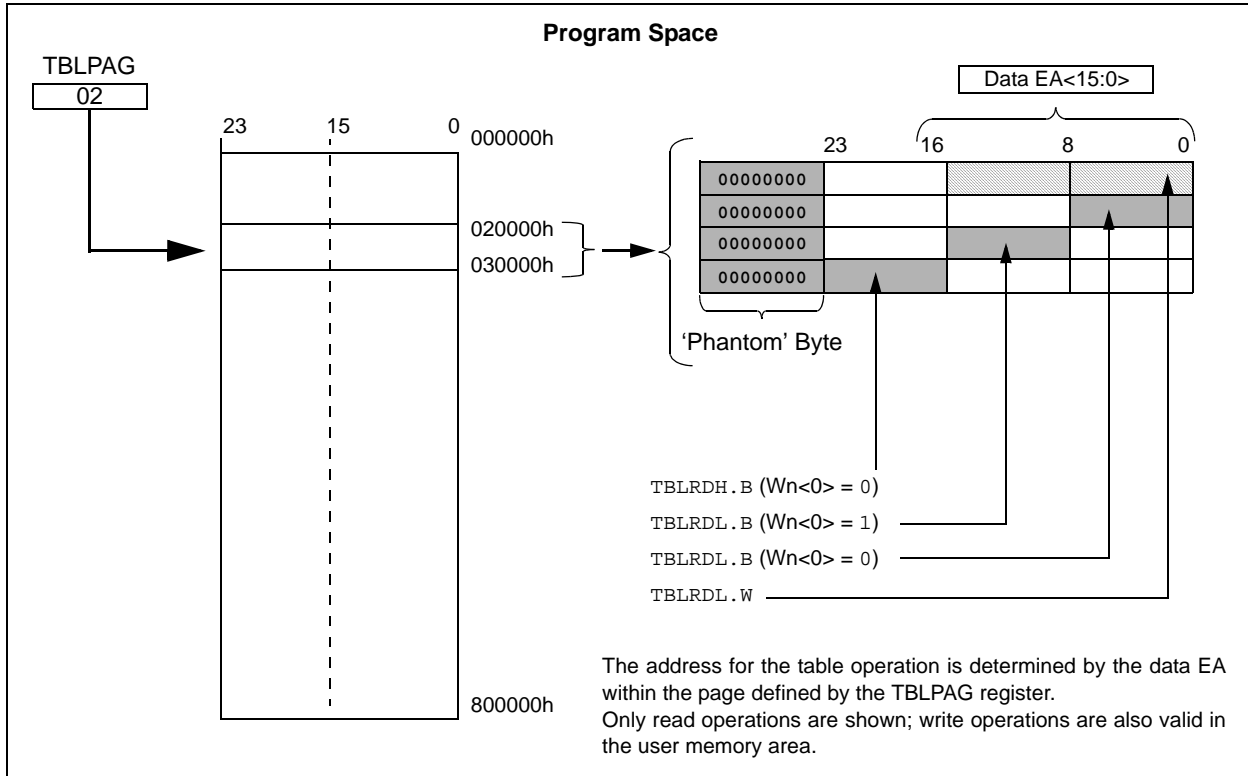 Program Space
TBLPAG
02
Data EA<15:0>
23 15 0
000000h
23 16 8 0
00000000
00000000
00000000
00000000
020000h
030000h
'Phantom' Byte
TBLRDH.B (Wn<0> = 0)
TBLRDL.B (Wn<0> = 1)
TBLRDL.B (Wn<0> = 0)
TBLRDL.W
The address for the table operation is determined by the data EA
within the page defined by the TBLPAG register.
Only read operations are shown; write operations are also valid in
the user memory area.
800000h